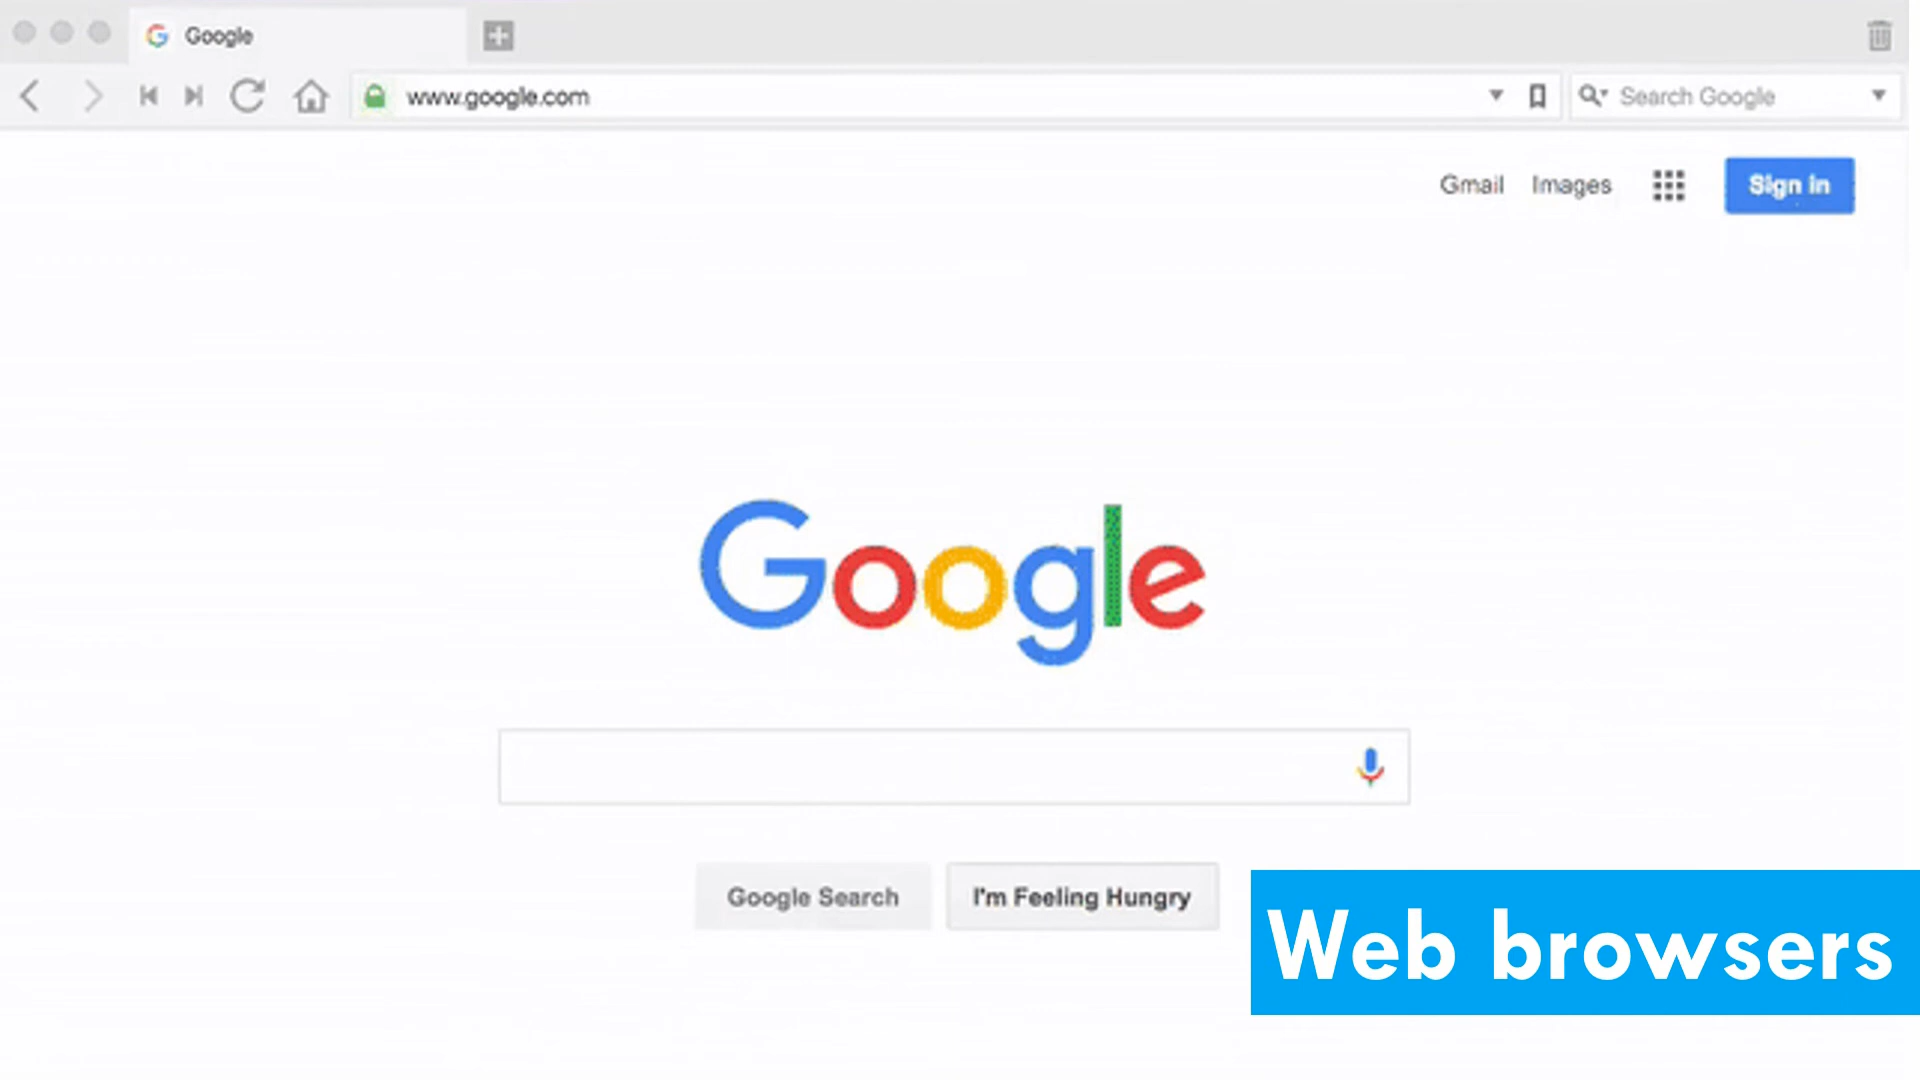 Google
www.google.com
Search Google
Gmail Images
Sign in
Google
Google Search
I'm Feeling Hungry
Web browsers